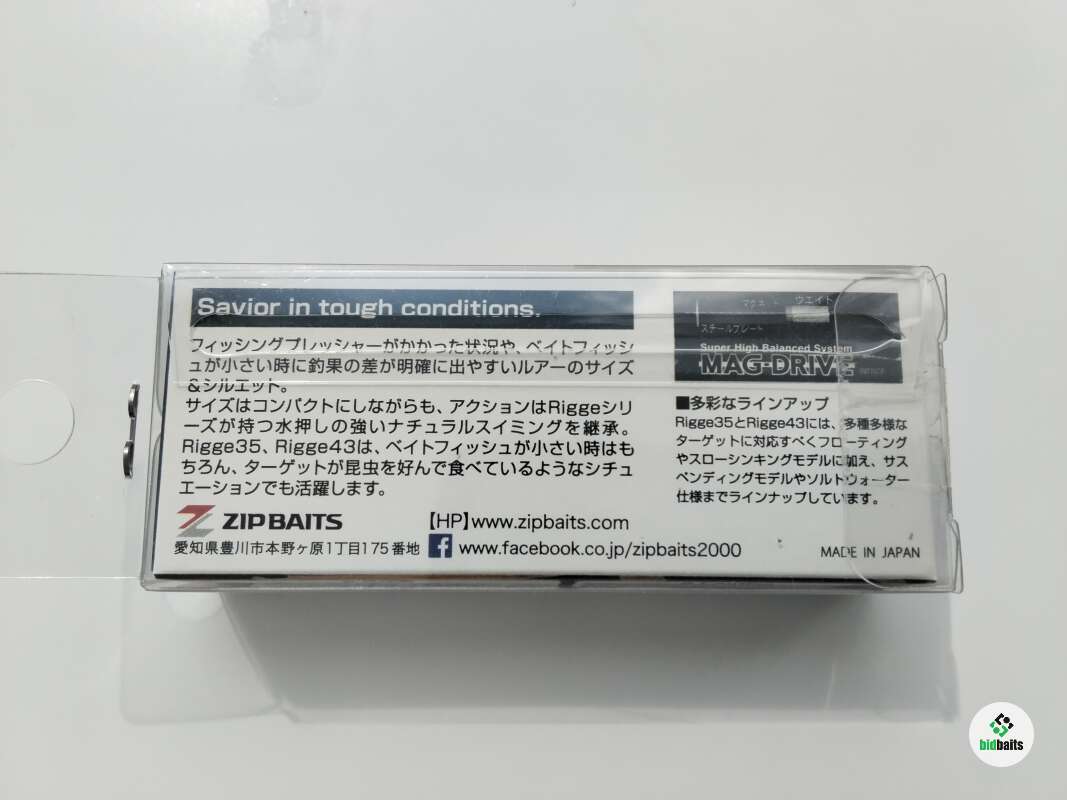 Savior in tough conditions.
フィッシングプレッシャーがかかった状況や、ベイトフィッシ
ュが小さい時に釣果の差が明確に出やすいルアーのサイズ
&シルエット。
サイズはコンパクトにしながらも、アクションはRiggeシリ
ーズが持つ水押しの強いナチュラルスイミングを継承。
Rigge35、Rigge43は、ベイトフィッシュが小さい時はも
ちろん、ターゲットが昆虫を好んで食べているようなシチュ
エーションでも活躍します。
ZIPBAITS
【HP】www.zipbaits.com
愛知県豊川市本野ヶ原1丁目175番地
www.facebook.co.jp/zipbaits2000
マグネット ウエイト
スチールプレート
Super High Balanced System
MAG-DRIVE
■多彩なラインアップ
Rigge35とRigge43には、多種多様な
ターゲットに対応すべくフローティング
やスローシンキングモデルに加え、サス
ペンディングモデルやソルトウォーター
仕様までラインナップしています。
MADE IN JAPAN
bidbaits